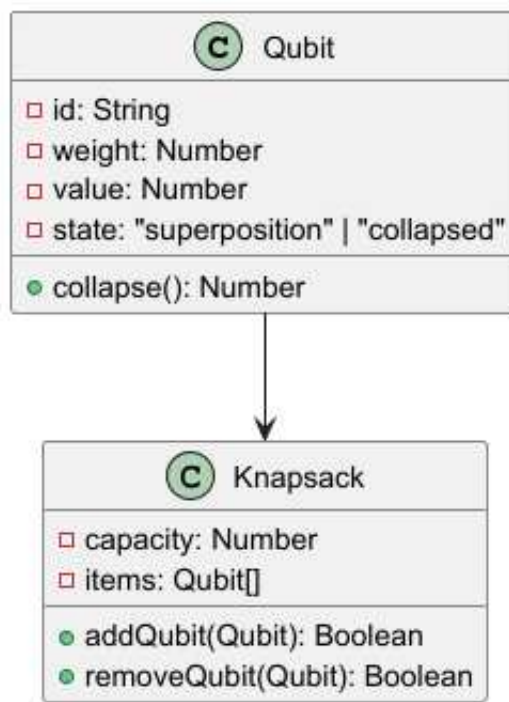 C Qubit
id: String
weight: Number
value: Number
state: "superposition" | "collapsed"
collapse(): Number
C Knapsack
capacity: Number
items: Qubit[]
addQubit(Qubit): Boolean
removeQubit(Qubit): Boolean